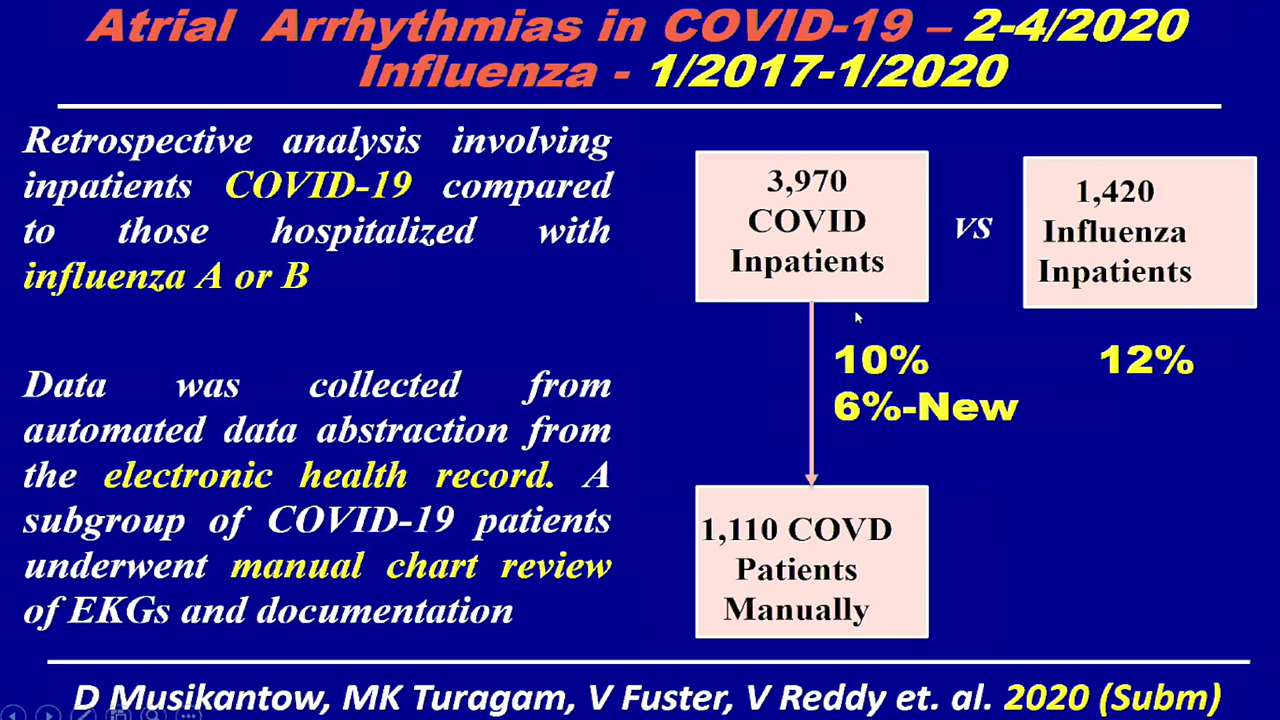 Atrial Arrhythmias in COVID-19 – 2-4/2020
Influenza - 1/2017-1/2020
Retrospective analysis involving
inpatients COVID-19 compared
to those hospitalized with
influenza A or B
Data was collected from
automated data abstraction from
the electronic health record. A
subgroup of COVID-19 patients
underwent manual chart review
of EKGs and documentation
3,970
COVID
Inpatients
VS
1,420
Influenza
Inpatients
10%
6%-New
12%
1,110 COVD
Patients
Manually
D Musikantow, MK Turagam, V Fuster, V Reddy et. al. 2020 (Subm)